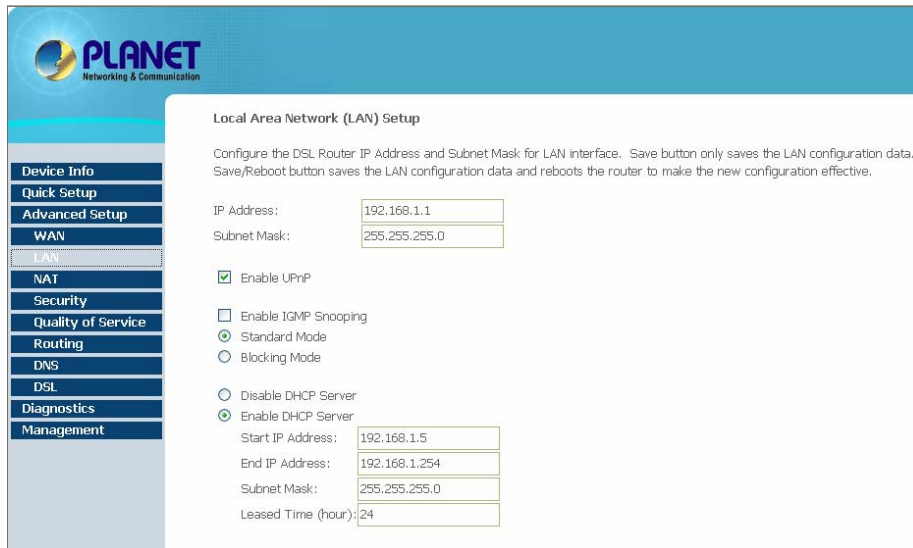 PLANET
Networking & Communication
Local Area Network (LAN) Setup
Configure the DSL Router IP Address and Subnet Mask for LAN interface. Save button only saves the LAN configuration data.
Save/Reboot button saves the LAN configuration data and reboots the router to make the new configuration effective.
Device Info
Quick Setup
Advanced Setup
WAN
LAN
NAT
Security
Quality of Service
Routing
DNS
DSL
Diagnostics
Management
IP Address: 192.168.1.1
Subnet Mask: 255.255.255.0
Enable UPnP
Enable IGMP Snooping
Standard Mode
Blocking Mode
Disable DHCP Server
Enable DHCP Server
Start IP Address: 192.168.1.5
End IP Address: 192.168.1.254
Subnet Mask: 255.255.255.0
Leased Time (hour): 24